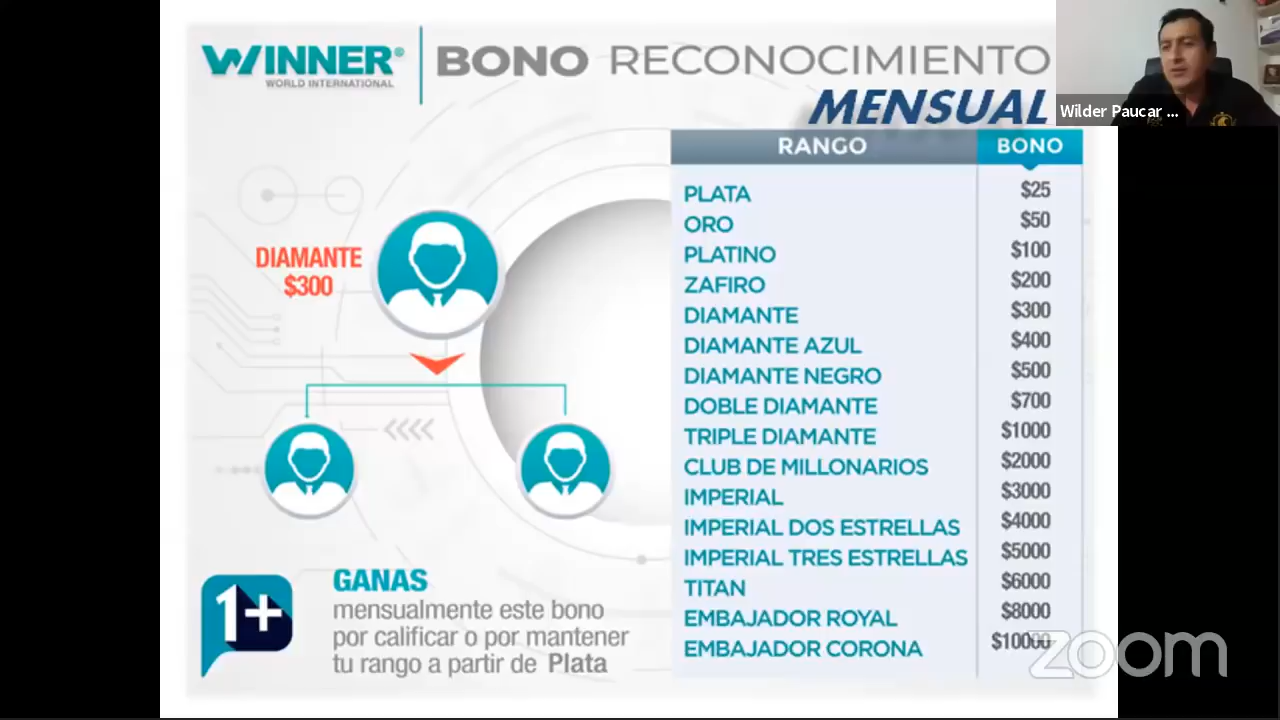 WINNER®
WORLD INTERNATIONAL
BONO RECONOCIMIENTO
MENSUAL
Wilder Paucar ...
RANGO BONO
PLATA $25
ORO $50
PLATINO $100
ZAFIRO $200
DIAMANTE $300
DIAMANTE AZUL $400
DIAMANTE NEGRO $500
DOBLE DIAMANTE $700
TRIPLE DIAMANTE $1000
CLUB DE MILLONARIOS $2000
IMPERIAL $3000
IMPERIAL DOS ESTRELLAS $4000
IMPERIAL TRES ESTRELLAS $5000
TITAN $6000
EMBAJADOR ROYAL $8000
EMBAJADOR CORONA $10000
DIAMANTE
$300
1+
GANAS
mensualmente este bono
por calificar o por mantener
tu rango a partir de Plata
zoom